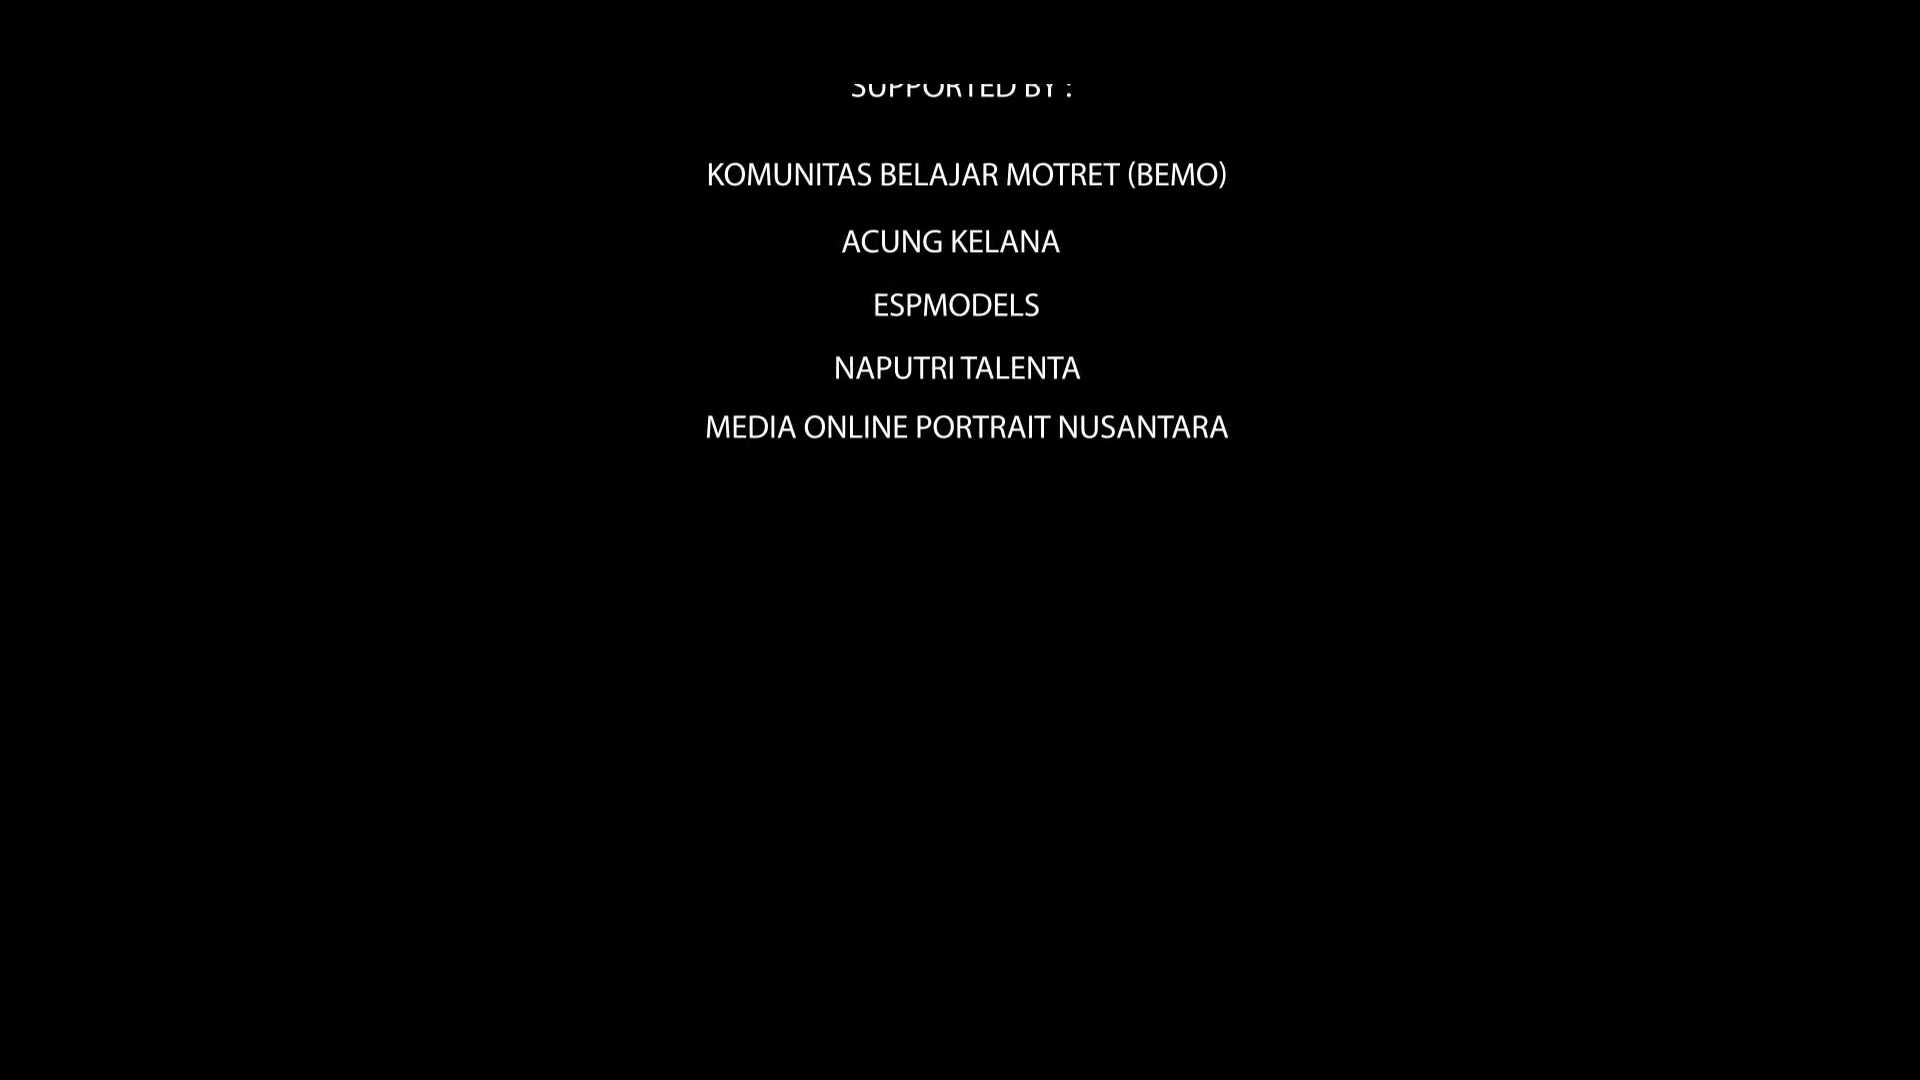 SUPPORTED BY :
KOMUNITAS BELAJAR MOTRET (BEMO)
ACUNG KELANA
ESPMODELS
NAPUTRI TALENTA
MEDIA ONLINE PORTRAIT NUSANTARA